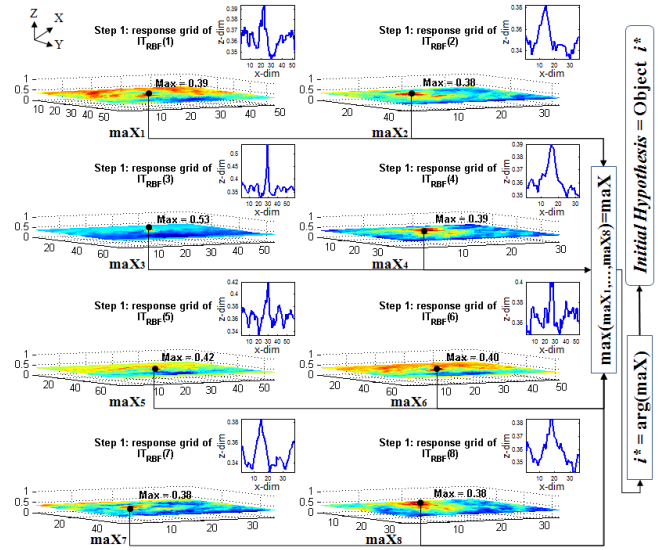 Z
X
Y
Step 1: response grid of
IT_RBF(1)
z-dim
0.38
0.36
0.34
10 20 30 40 50
x-dim
1
0.5
0
Max = 0.39
10 20 30 40 50
20
40
maX1
Step 1: response grid of
IT_RBF(2)
z-dim
0.38
0.36
0.34
10 20 30
x-dim
1
0.5
0
Max = 0.38
10
20
30
10
20
30
maX2
Step 1: response grid of
IT_RBF(3)
z-dim
0.5
0.45
0.4
0.35
10 20 30 40 50
x-dim
1
0.5
0
Max = 0.53
20
40
20
40
maX3
Step 1: response grid of
IT_RBF(4)
z-dim
0.39
0.37
0.35
10 20 30
x-dim
1
0.5
0
Max = 0.39
10
20
30
10
20
30
maX4
Step 1: response grid of
IT_RBF(5)
z-dim
0.42
0.4
0.38
0.36
0.34
10 20 30 40 50
x-dim
1
0.5
0
Max = 0.42
20
40
20
40
maX5
Step 1: response grid of
IT_RBF(6)
z-dim
0.4
0.38
0.36
10 20 30 40 50
x-dim
1
0.5
0
Max = 0.40
10 20 30 40 50
maX6
Step 1: response grid of
IT_RBF(7)
z-dim
0.38
0.36
0.34
10 20 30
x-dim
1
0.5
0
Max = 0.38
20
40
10
20
30
maX7
Step 1: response grid of
IT_RBF(8)
z-dim
0.38
0.37
0.36
0.35
10 20 30
x-dim
1
0.5
0
Max = 0.38
20
40
10
20
30
maX8
max(maX1,...,maX8)=maX
i* = arg(maX)
Initial Hypothesis = Object i*